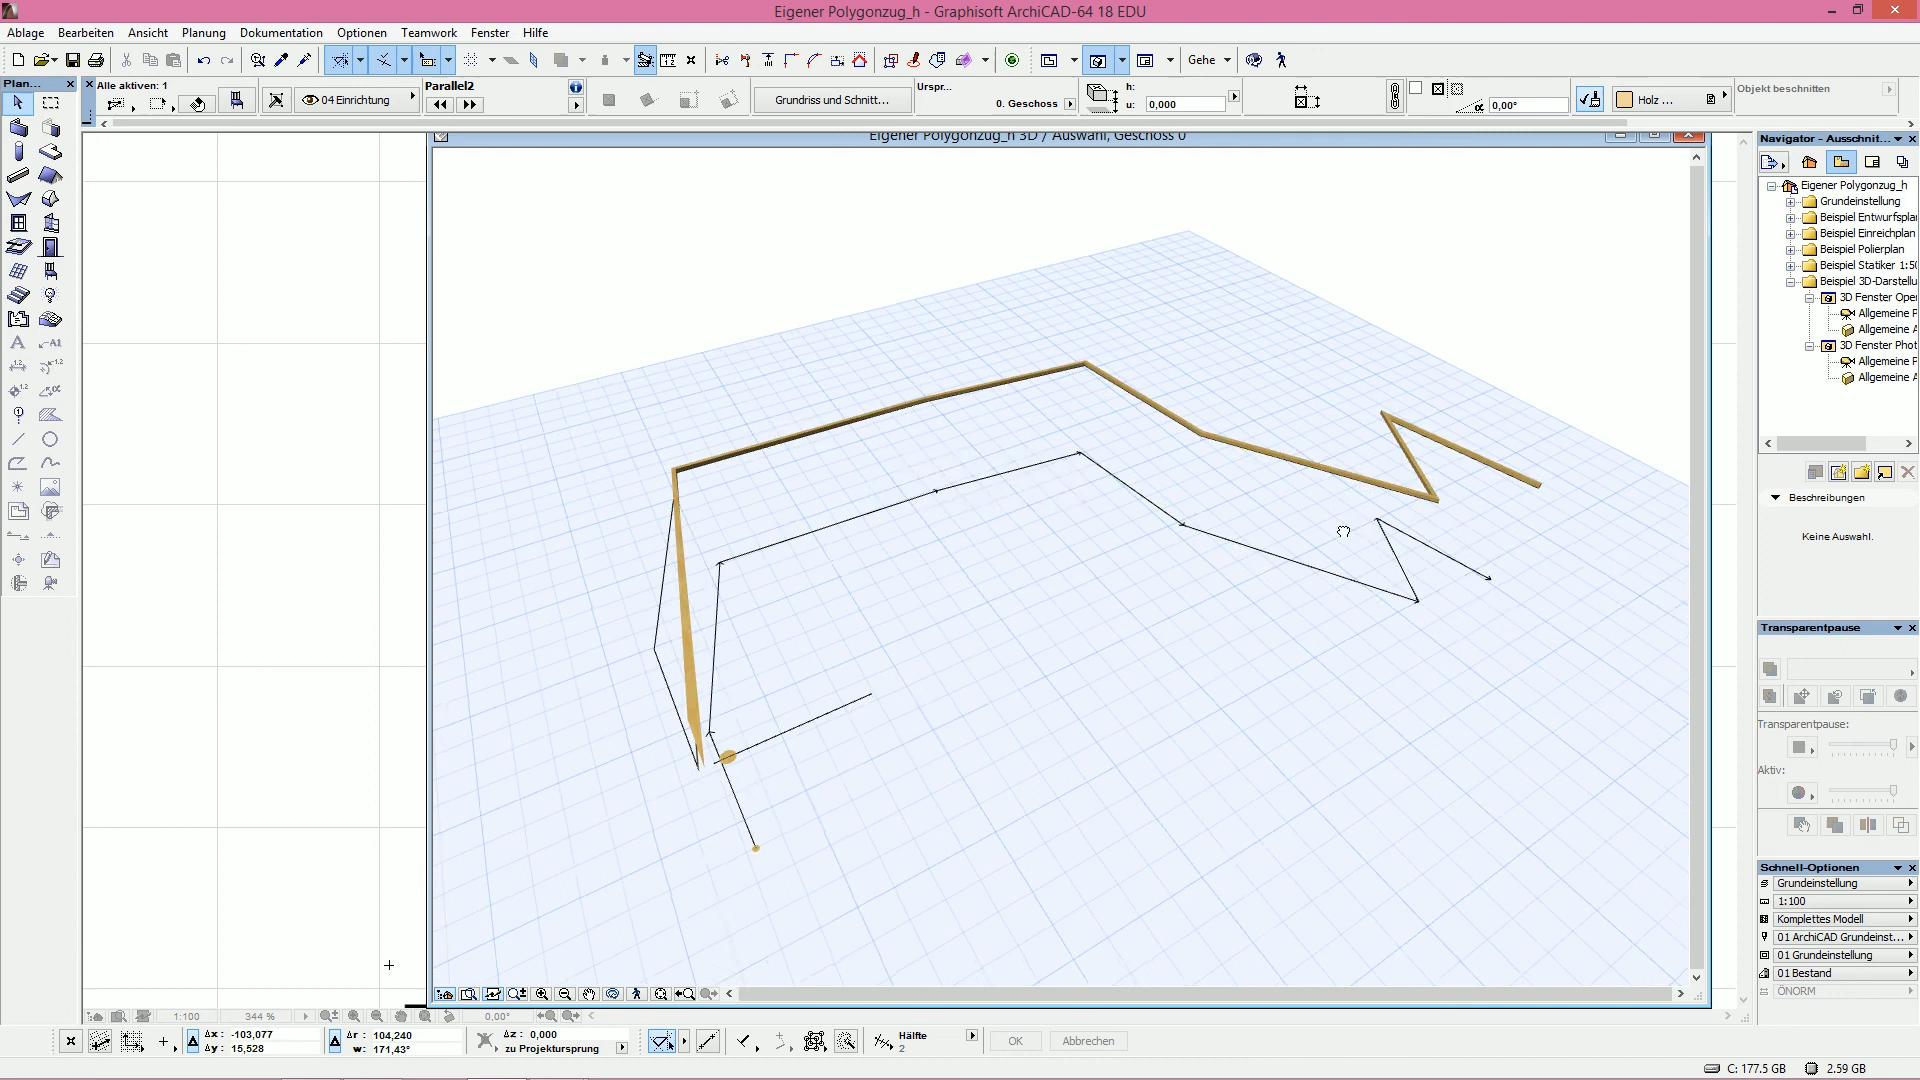 Eigener Polygonzug_h - Graphisoft ArchiCAD-64 18 EDU
Ablage Bearbeiten Ansicht Planung Dokumentation Optionen Teamwork Fenster Hilfe
Gehe
Plan...
Alle aktiven: 1
04 Einrichtung
Parallel2
Grundriss und Schnitt...
Urspr...
0. Geschoss
h:
u: 0,000
α 0,00°
Holz ...
Objekt beschnitten
Eigener Polygonzug_h 3D / Auswahl, Geschoss 0
Navigator - Ausschnit...
Eigener Polygonzug_h
Grundeinstellung
Beispiel Entwurfspla
Beispiel Einreichplan
Beispiel Polierplan
Beispiel Statiker 1:50
Beispiel 3D-Darstellu
3D Fenster Oper
Allgemeine P
Allgemeine A
3D Fenster Phot
Allgemeine P
Allgemeine A
Beschreibungen
Keine Auswahl.
Transparentpause
Transparentpause:
Aktiv:
Schnell-Optionen
Grundeinstellung
1:100
Komplettes Modell
01 ArchiCAD Grundeinst...
01 Grundeinstellung
01 Bestand
ÖNORM
1:100 344 % 0,00°
Δx: -103,077
Δy: 15,528
Δr: 104,240
w: 171,43°
Δz: 0,000
zu Projektursprung
Hälfte
2
OK
Abbrechen
C: 177.5 GB 2.59 GB